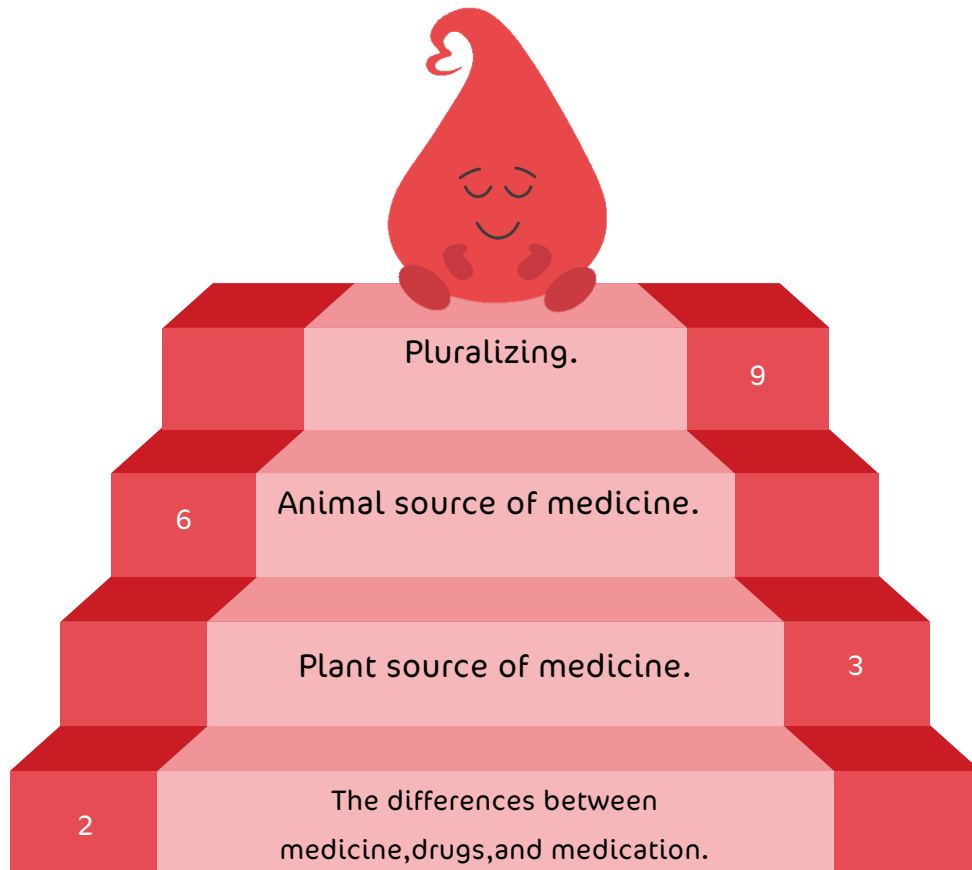 Pluralizing.
9
Animal source of medicine.
6
Plant source of medicine.
3
The differences between
medicine,drugs,and medication.
2